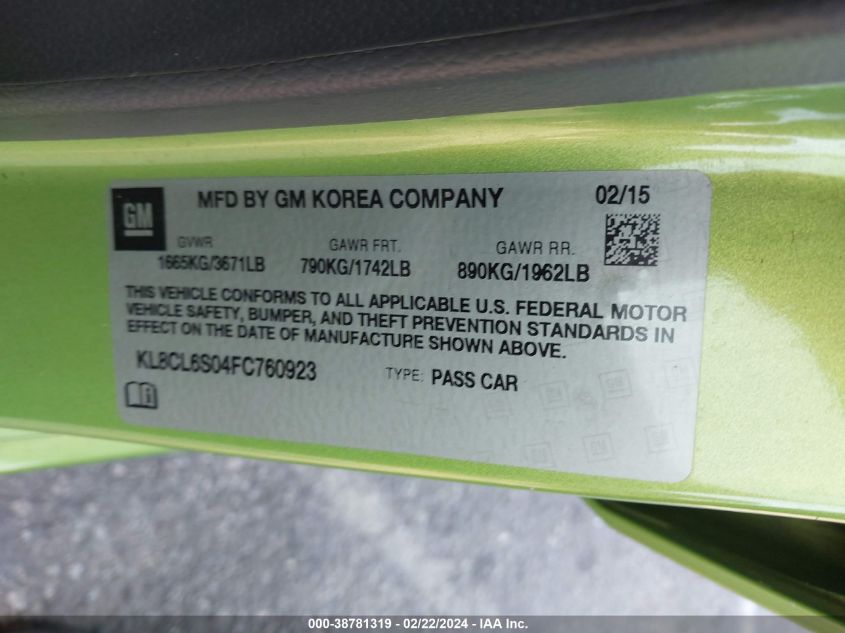 GM
MFD BY GM KOREA COMPANY 02/15
GVWR GAWR FRT. GAWR RR.
1665KG/3671LB 790KG/1742LB 890KG/1962LB
THIS VEHICLE CONFORMS TO ALL APPLICABLE U.S. FEDERAL MOTOR
VEHICLE SAFETY, BUMPER, AND THEFT PREVENTION STANDARDS IN
EFFECT ON THE DATE OF MANUFACTURE SHOWN ABOVE.
KL8CL6S04FC760923 TYPE: PASS CAR
000-38781319 - 02/22/2024 - IAA Inc.